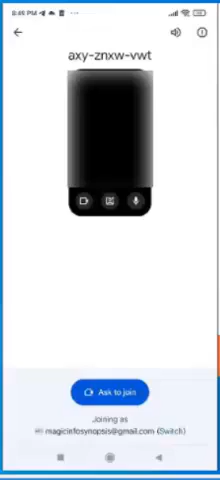 8:46 PM
axy-znxw-vwt
Ask to join
Joining as
magicinfosynopsis@gmail.com (Switch)